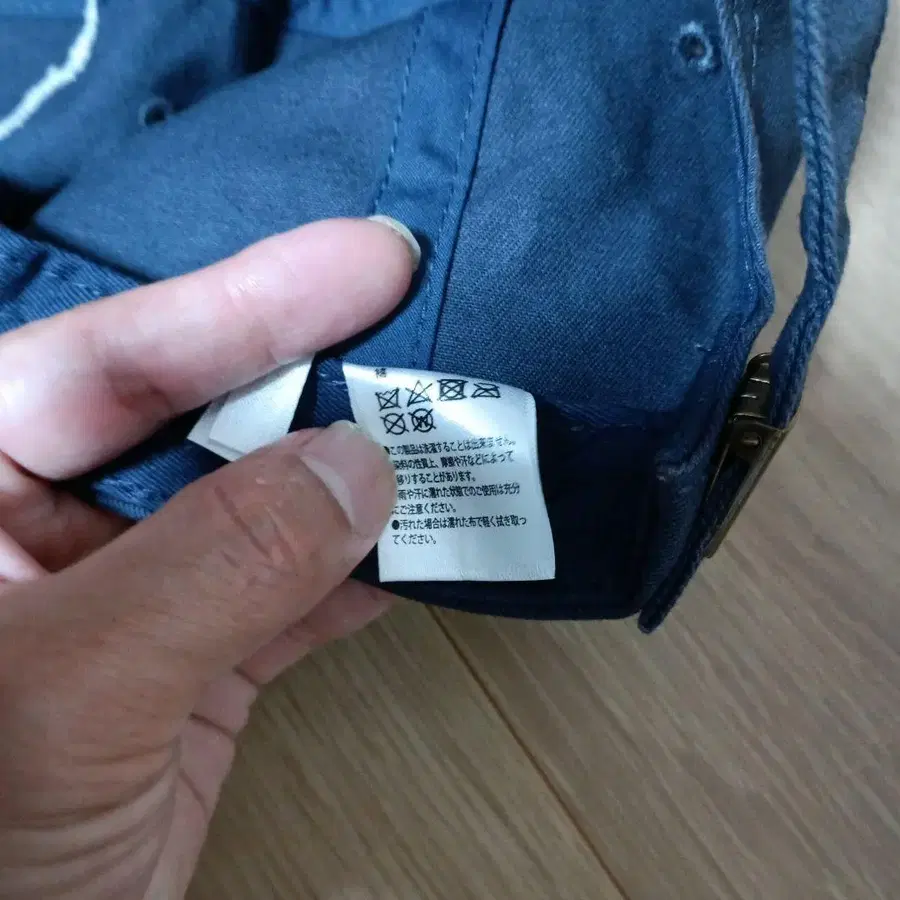 綿
●この製品は洗濯することは出来ません。
染料の性質上、摩擦や汗などによって
移りすることがあります。
雨や汗に濡れた状態でのご使用は充分
にご注意ください。
●汚れた場合は濡れた布で軽く拭き取っ
てください。